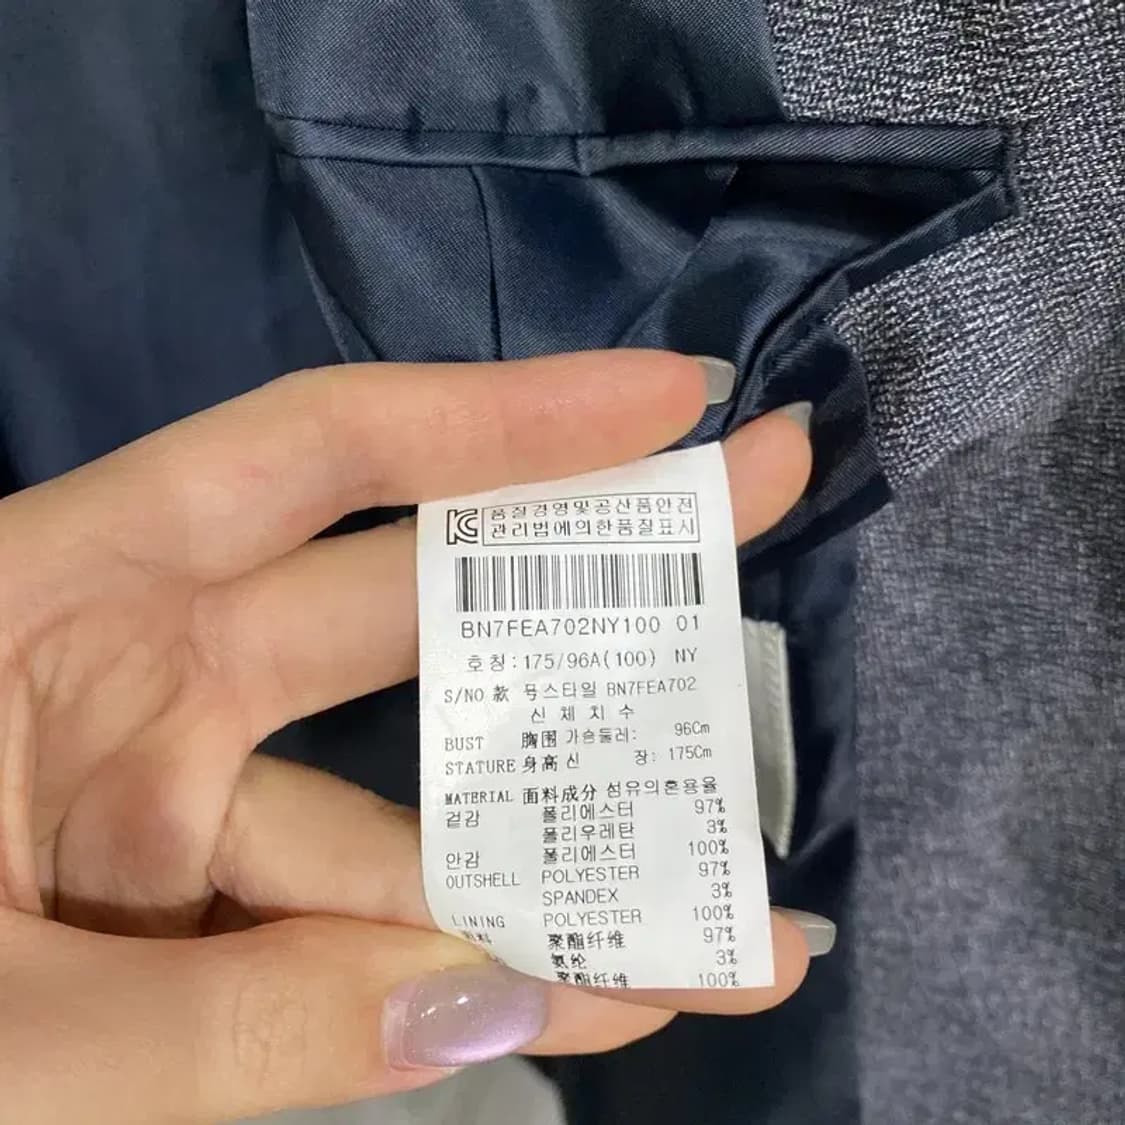 KC 품질경영및공산품안전
관리법에의한품질표시
BN7FEA702NY100 01
호칭:175/96A(100) NY
S/NO 款 号스타일 BN7FEA702
신 체 치 수
BUST 胸围 가슴둘레: 96Cm
STATURE 身高 신 장: 175Cm
MATERIAL 面料成分 섬유의혼용율
겉감 폴리에스터 97%
폴리우레탄 3%
안감 폴리에스터 100%
OUTSHELL POLYESTER 97%
SPANDEX 3%
LINING POLYESTER 100%
面料 聚酯纤维 97%
氨纶 3%
聚酯纤维 100%